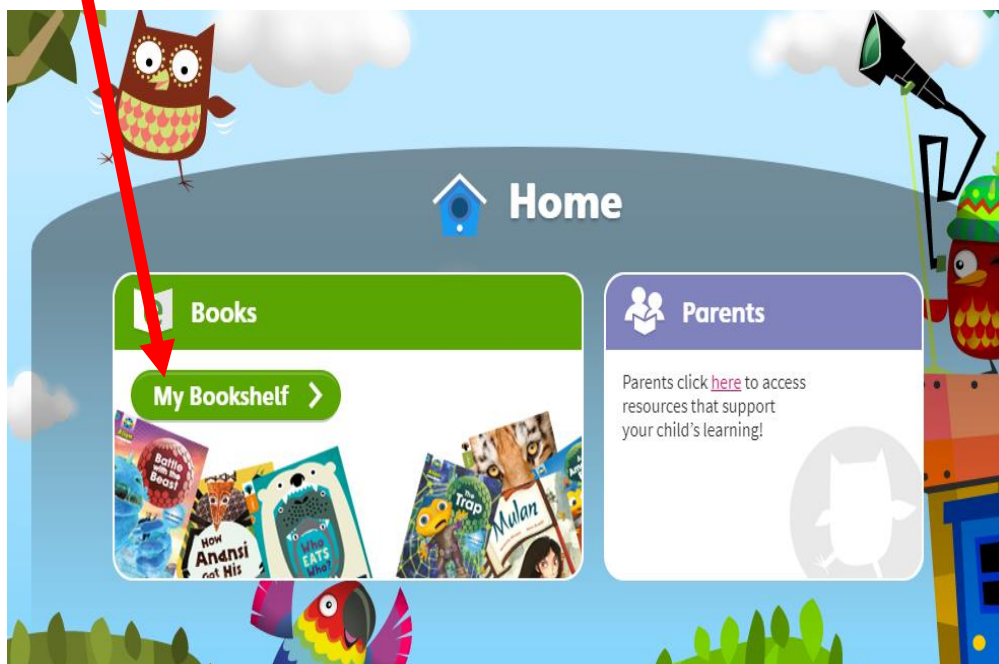 Home
Books
My Bookshelf
Battle
with the
Beast
How
Anansi
Got His
Who
EATS
Who?
The
Trap
Mulan
Parents
Parents click here to access
resources that support
your child's learning!